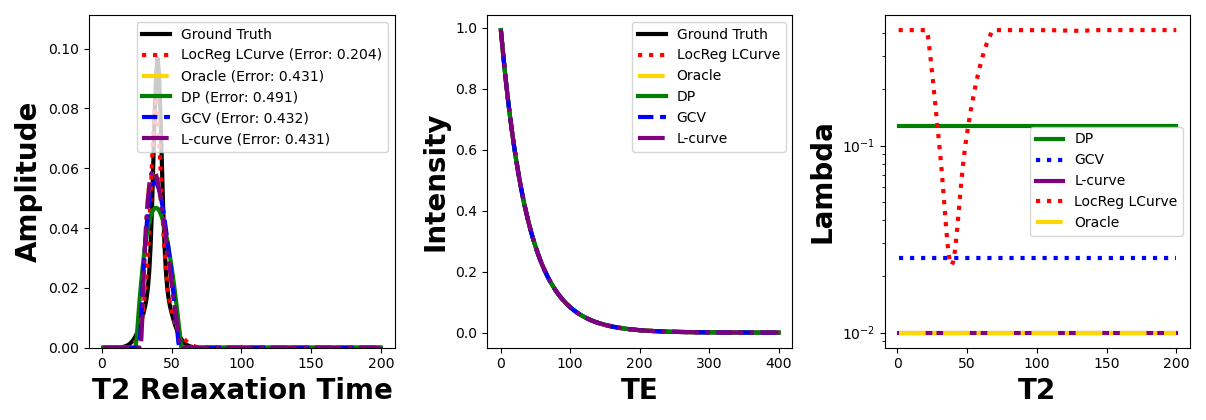 Amplitude
0.10
0.08
0.06
0.04
0.02
0.00
Ground Truth
LocReg LCurve (Error: 0.204)
Oracle (Error: 0.431)
DP (Error: 0.491)
GCV (Error: 0.432)
L-curve (Error: 0.431)
0 50 100 150 200
T2 Relaxation Time
Intensity
1.0
0.8
0.6
0.4
0.2
0.0
Ground Truth
LocReg LCurve
Oracle
DP
GCV
L-curve
0 100 200 300 400
TE
Lambda
10⁻¹
10⁻²
DP
GCV
L-curve
LocReg LCurve
Oracle
0 50 100 150 200
T2